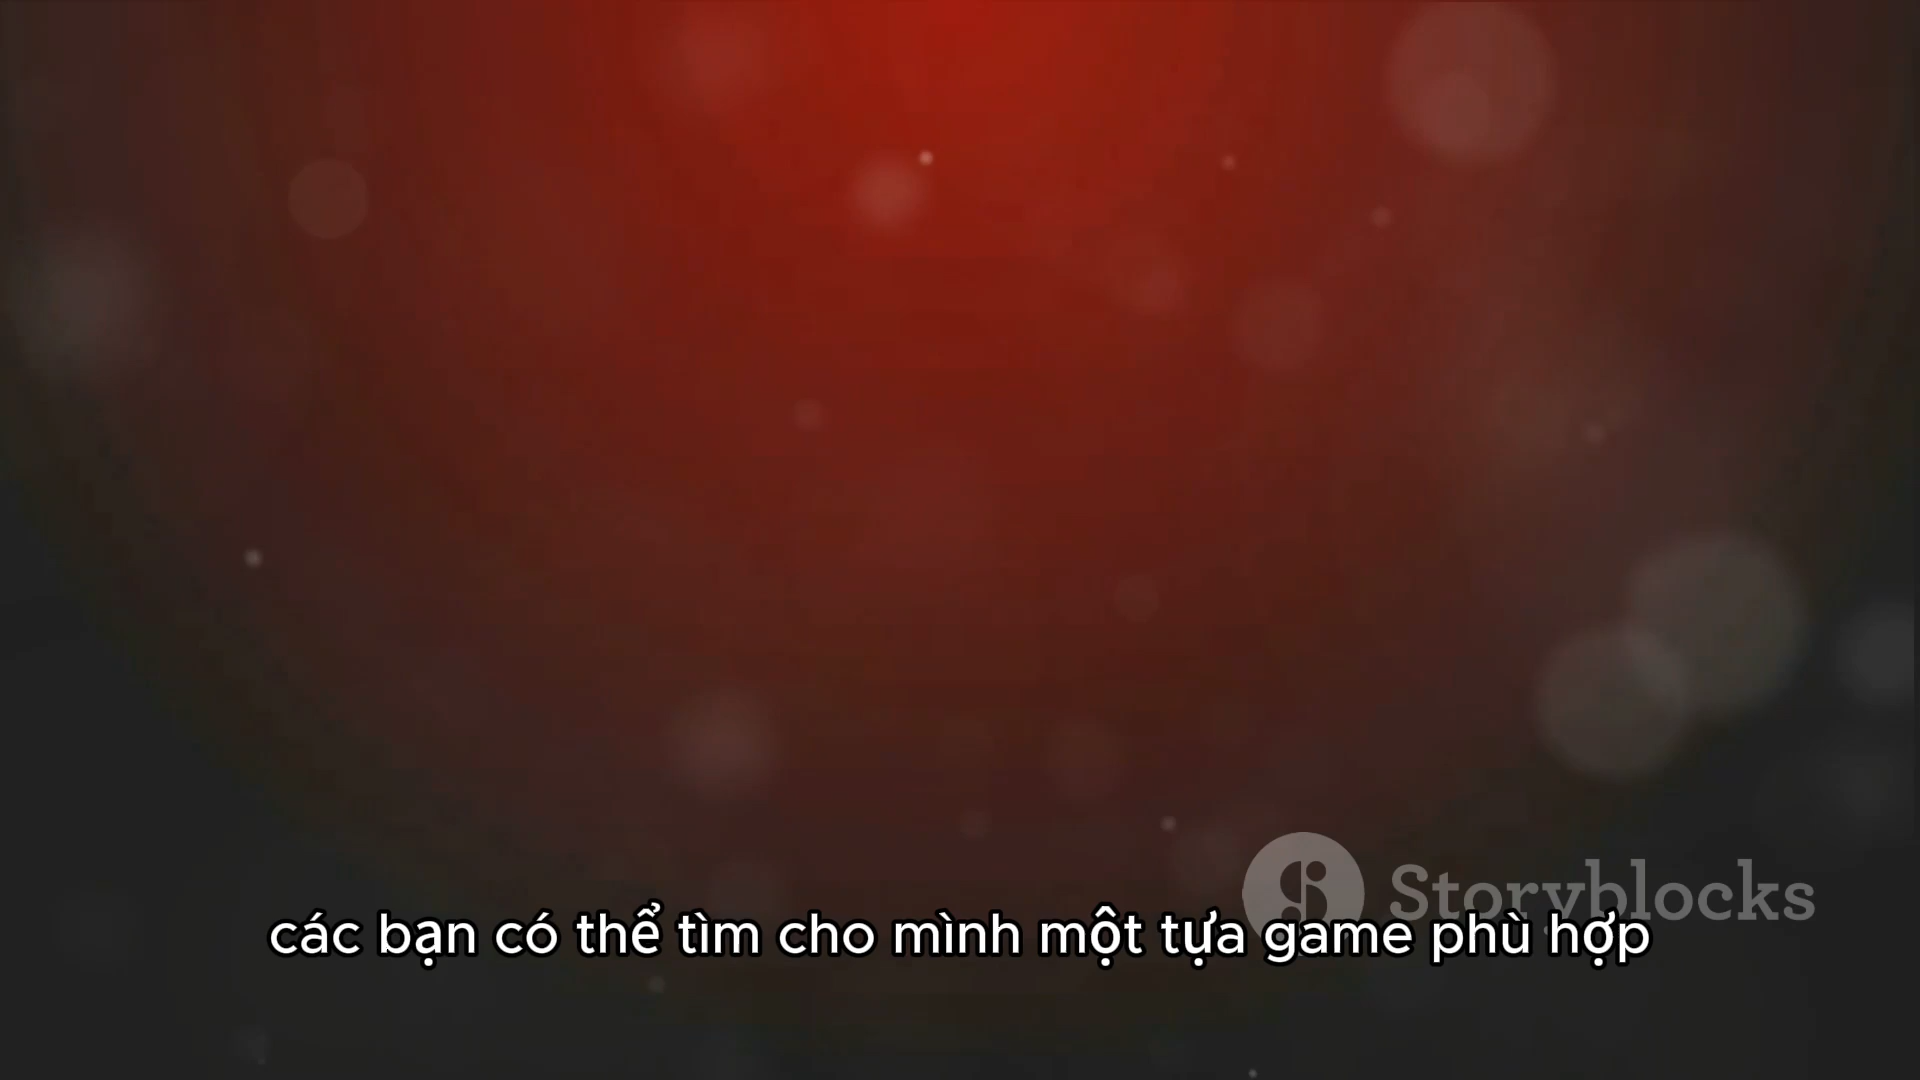 Storyblocks
các bạn có thể tìm cho mình một tựa game phù hợp